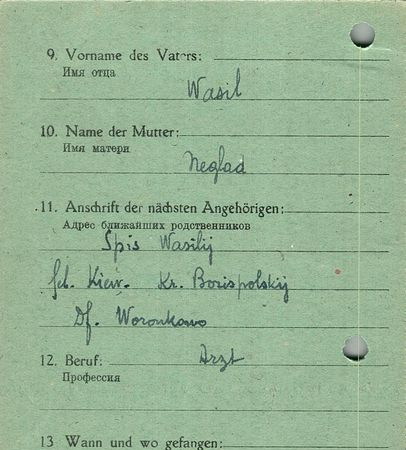 9. Vorname des Vaters:
Имя отца
Wasil
10. Name der Mutter:
Имя матери
Neglad
11. Anschrift der nächsten Angehörigen:
Адрес ближайших родственников
Spis Wasilij
Geb. Kiew. Kr. Borispolskij
Df. Woronkowo
12. Beruf: Arzt
Профессия
13 Wann und wo gefangen: